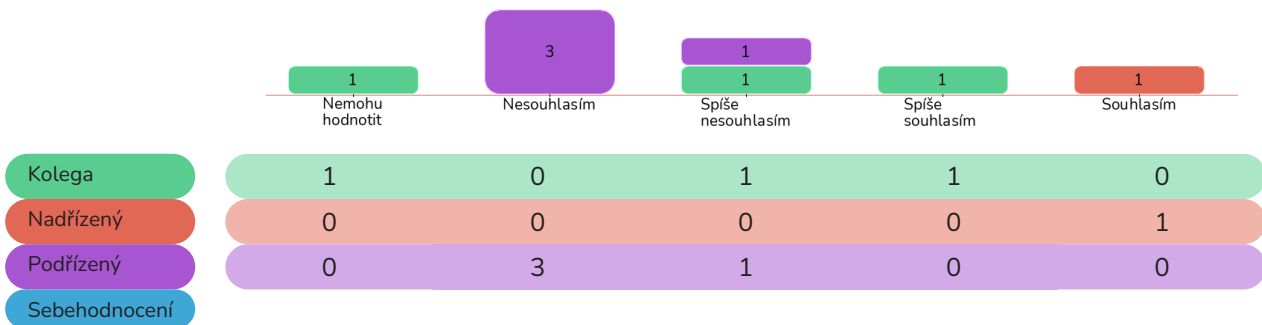 3
1
1
1
1
1
Nemohu
hodnotit
Nesouhlasím
Spíše
nesouhlasím
Spíše
souhlasím
Souhlasím
Kolega 1 0 1 1 0
Nadřízený 0 0 0 0 1
Podřízený 0 3 1 0 0
Sebehodnocení